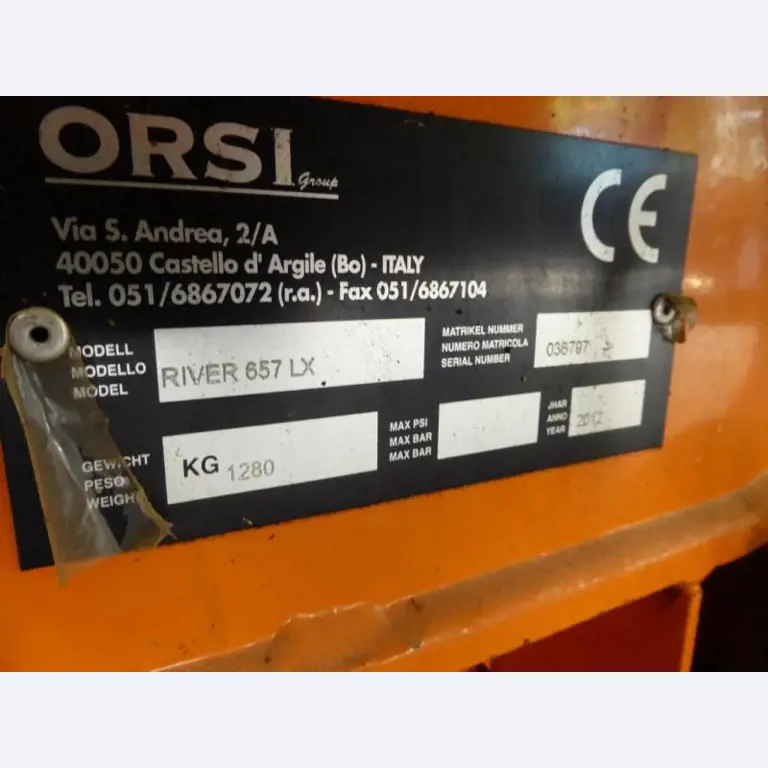 ORSI
Group
CE
Via S. Andrea, 2/A
40050 Castello d' Argile (Bo) - ITALY
Tel. 051/6867072 (r.a.) - Fax 051/6867104
MODELL
MODELLO
MODEL
RIVER 657 LX
MATRIKEL NUMMER
NUMERO MATRICOLA
SERIAL NUMBER
036797
GEWICHT
PESO
WEIGHT
KG 1280
MAX PSI
MAX BAR
MAX BAR
JHAR
ANNO
YEAR
2012